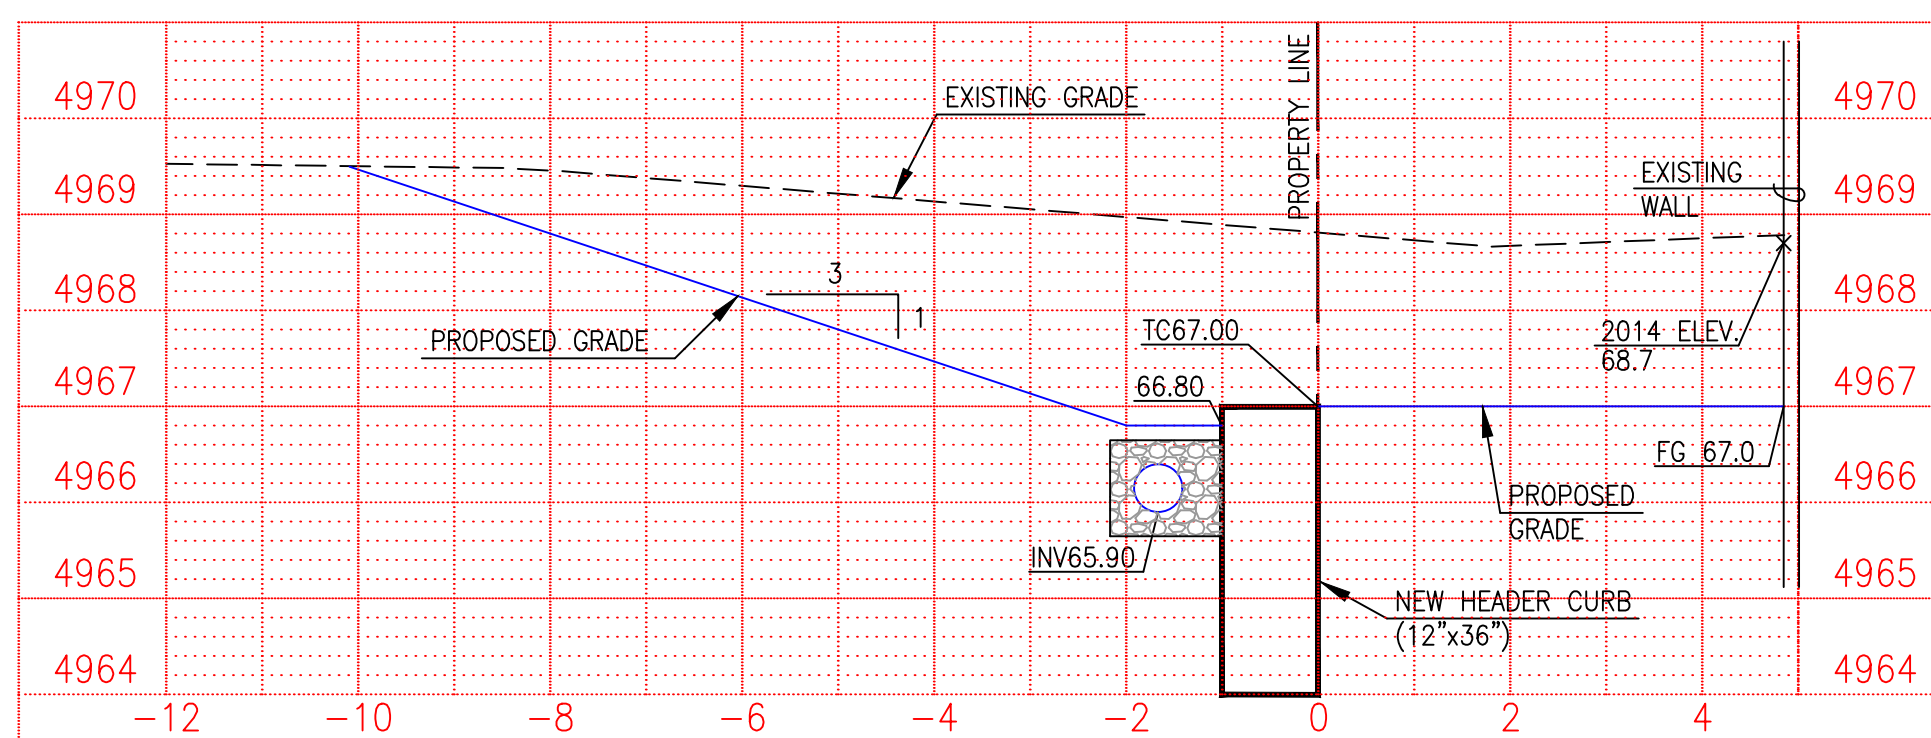 PROPERTY LINE
4970
EXISTING GRADE
4970
EXISTING
WALL
4969
4969
3
1
4968
4968
PROPOSED GRADE
TC67.00
2014 ELEV.
68.7
4967
66.80
4967
FG 67.0
4966
4966
PROPOSED
GRADE
INV65.90
4965
4965
NEW HEADER CURB
(12"x36")
4964
4964
-12
-10
-8
-6
-4
-2
0
2
4